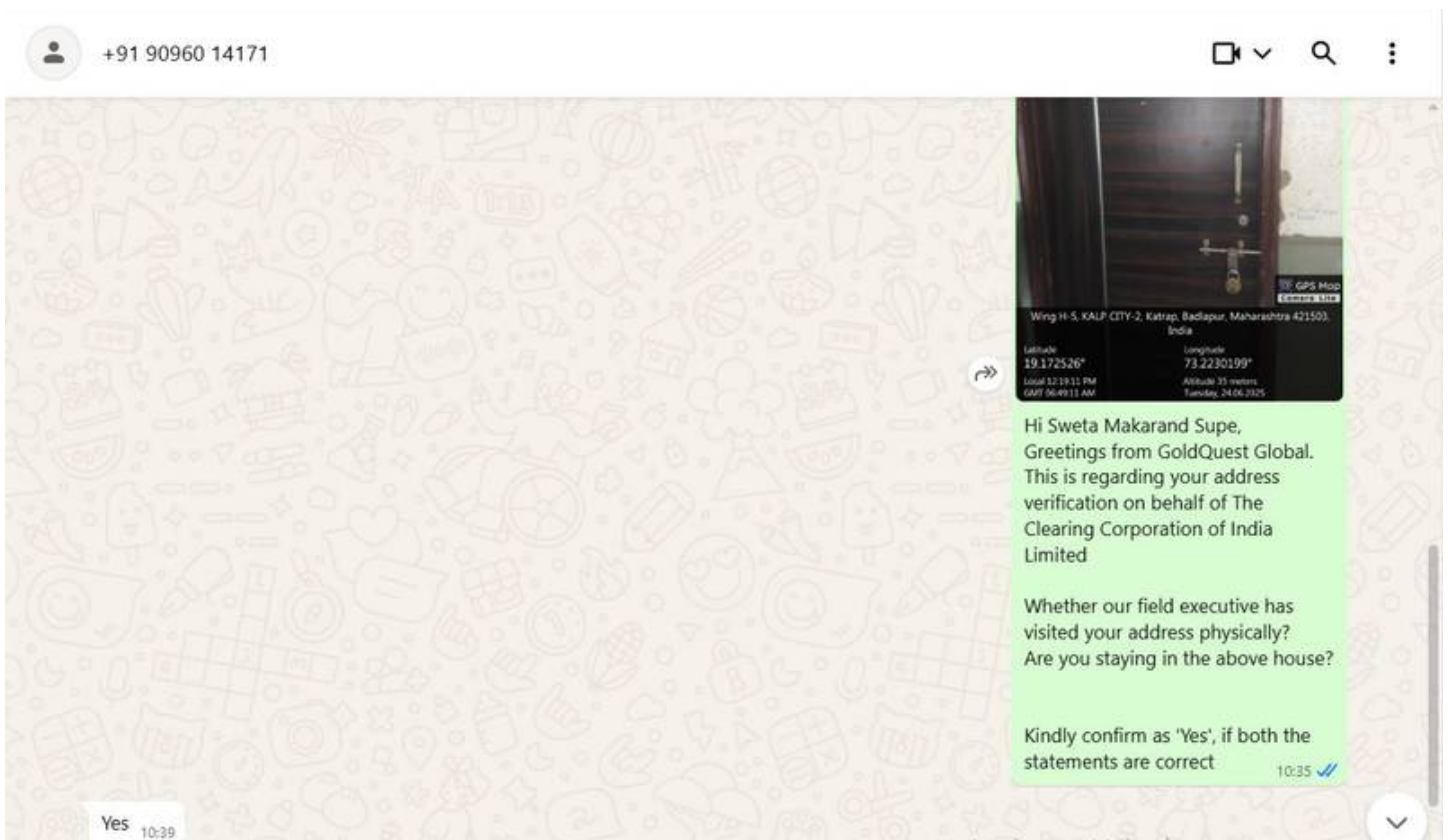 +91 90960 14171
GPS Map
Camera Lite
Wing H-5, KALP CITY-2, Katrap, Badlapur, Maharashtra 421503,
India
Latitude
19.172526°
Longitude
73.2230199°
Local 12:19:11 PM
GMT 06:49:11 AM
Altitude 35 meters
Tuesday, 24.06.2025
Hi Sweta Makarand Supe,
Greetings from GoldQuest Global.
This is regarding your address
verification on behalf of The
Clearing Corporation of India
Limited
Whether our field executive has
visited your address physically?
Are you staying in the above house?
Kindly confirm as 'Yes', if both the
statements are correct
10:35
Yes 10:39